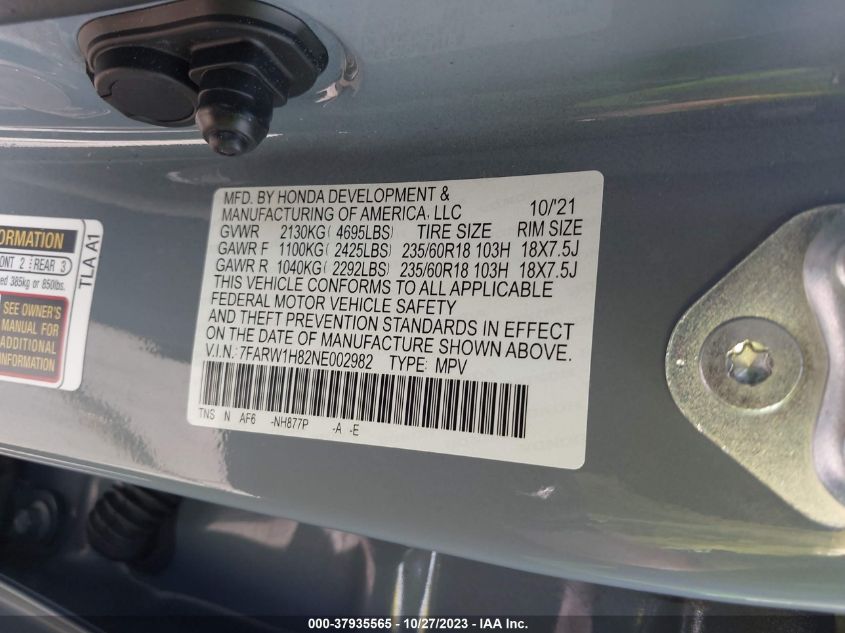 MFD. BY HONDA DEVELOPMENT &
MANUFACTURING OF AMERICA, LLC 10/'21
GVWR 2130KG( 4695LBS) TIRE SIZE RIM SIZE
GAWR F 1100KG( 2425LBS) 235/60R18 103H 18X7.5J
GAWR R 1040KG( 2292LBS) 235/60R18 103H 18X7.5J
THIS VEHICLE CONFORMS TO ALL APPLICABLE
FEDERAL MOTOR VEHICLE SAFETY
AND THEFT PREVENTION STANDARDS IN EFFECT
ON THE DATE OF MANUFACTURE SHOWN ABOVE.
V.I.N.: 7FARW1H82NE002982 TYPE: MPV
TNS N AF6 -NH877P -A -E
ORMATION
ONT 2 REAR 3
ed 385kg or 850lbs.
SEE OWNER'S
MANUAL FOR
ADDITIONAL
INFORMATION
TLA A1
000-37935565 - 10/27/2023 - IAA Inc.